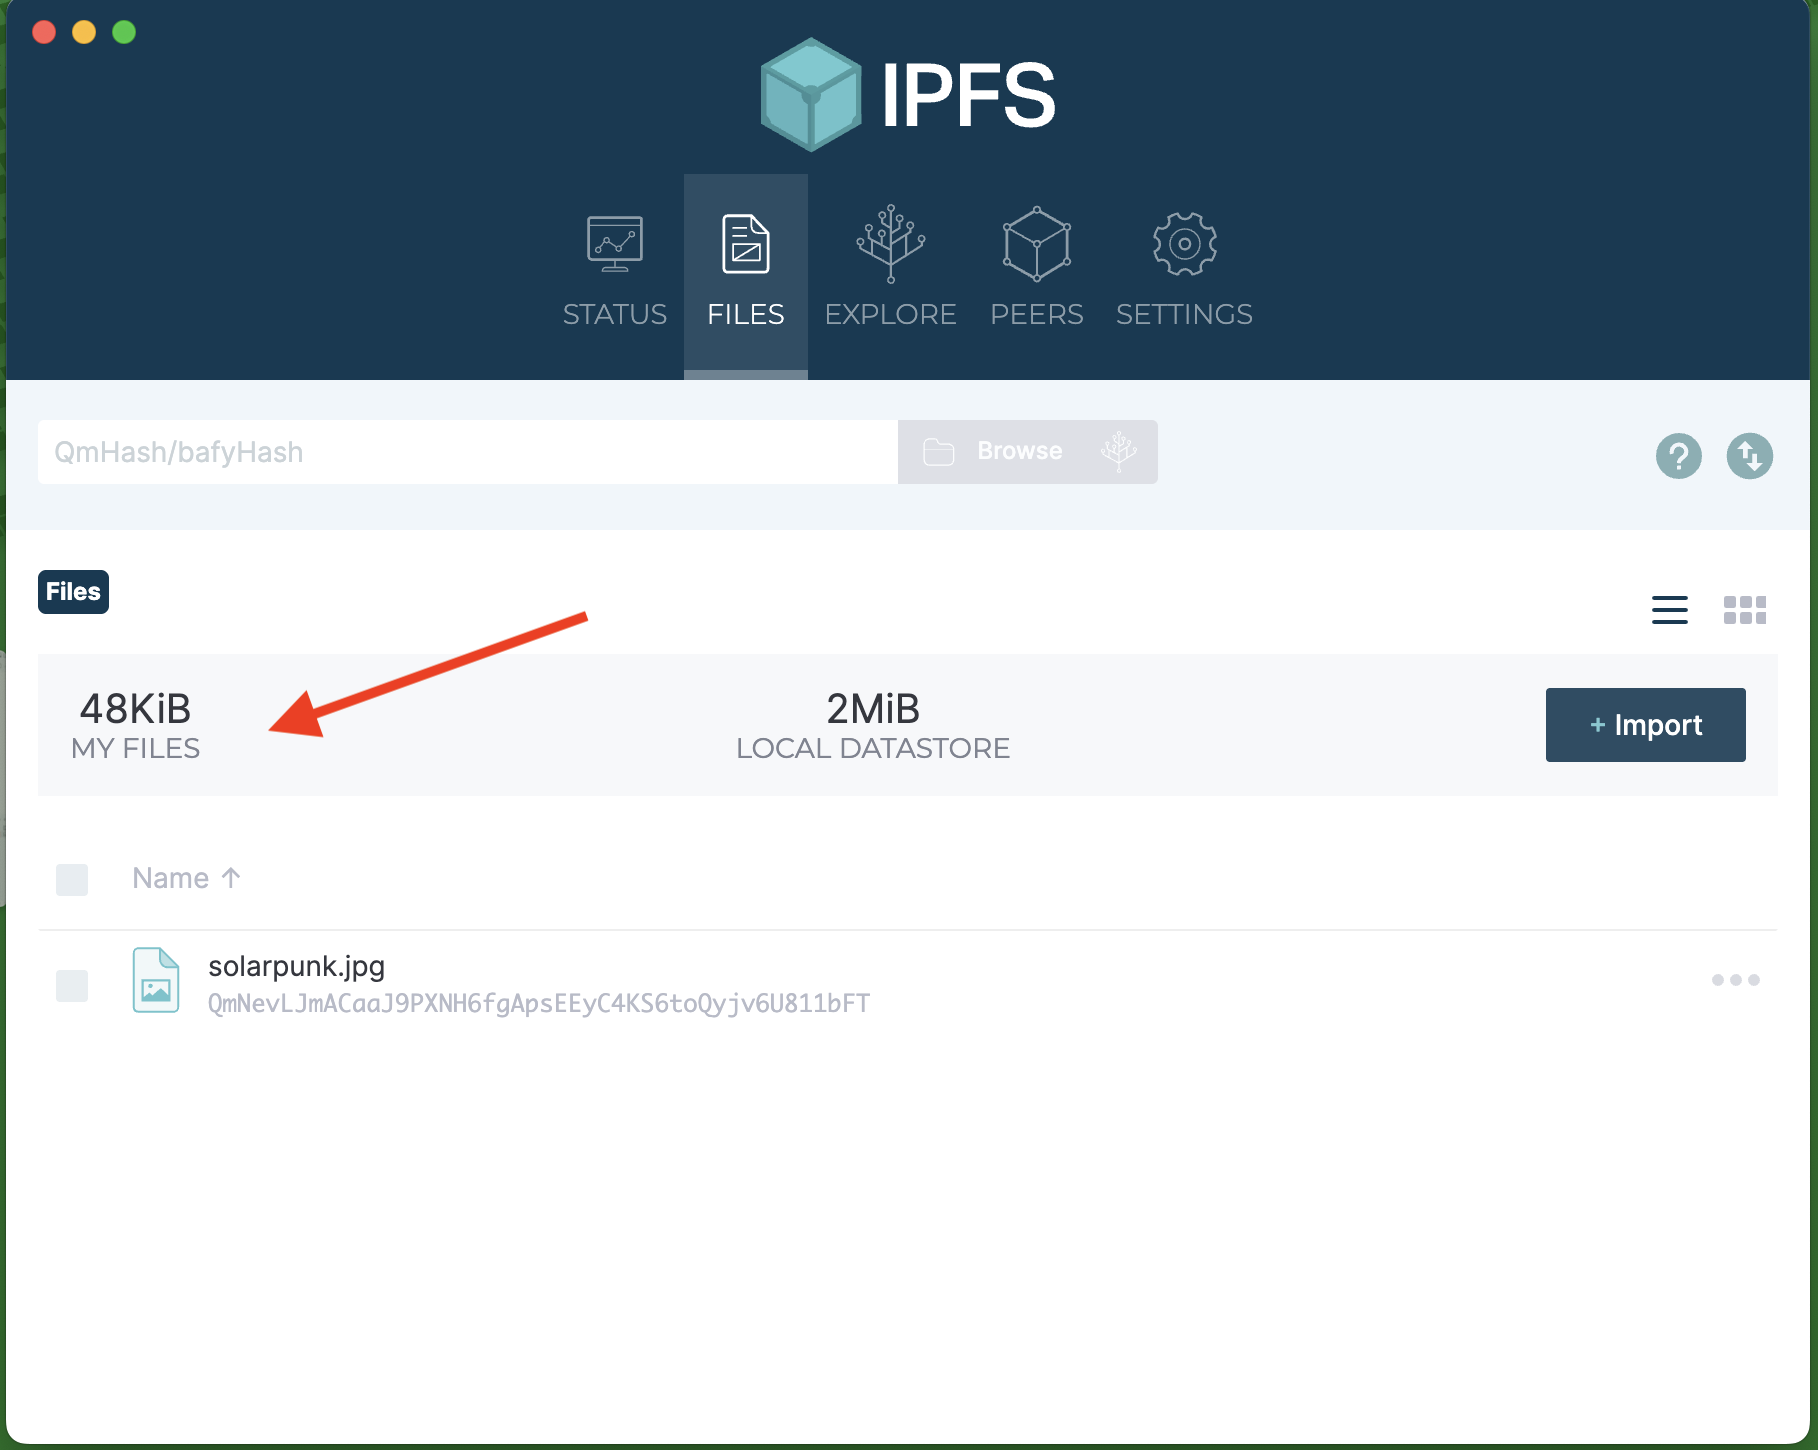 IPFS
STATUS
FILES
EXPLORE
PEERS
SETTINGS
QmHash/bafyHash
Browse
?
Files
48KiB
MY FILES
2MiB
LOCAL DATASTORE
+ Import
Name ↑
solarpunk.jpg
QmNevLJmACaaJ9PXNH6fgApsEEyC4KS6toQyjv6U811bFT